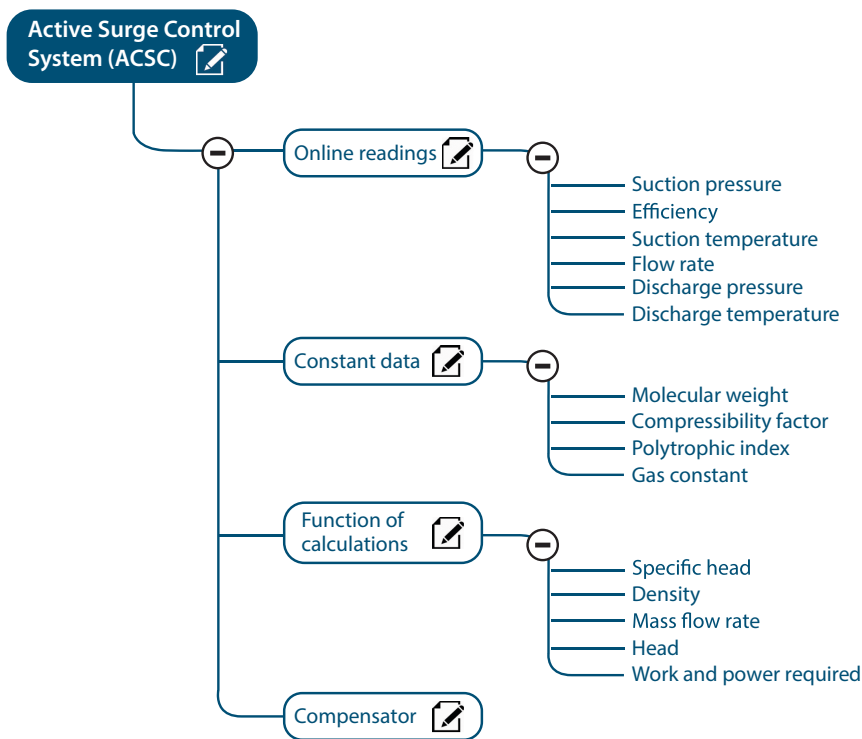 Active Surge Control
System (ACSC)
Online readings
Suction pressure
Efficiency
Suction temperature
Flow rate
Discharge pressure
Discharge temperature
Constant data
Molecular weight
Compressibility factor
Polytrophic index
Gas constant
Function of
calculations
Specific head
Density
Mass flow rate
Head
Work and power required
Compensator